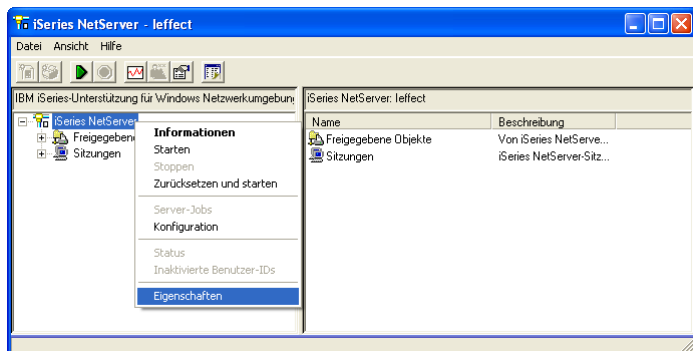 iSeries NetServer - leffect
Datei Ansicht Hilfe
IBM iSeries-Unterstützung für Windows Netzwerkumgebung
iSeries NetServer: leffect
iSeries NetServer
Freigegebene
Sitzungen
Informationen
Starten
Stoppen
Zurücksetzen und starten
Server-Jobs
Konfiguration
Status
Inaktivierte Benutzer-IDs
Eigenschaften
Name Beschreibung
Freigegebene Objekte Von iSeries NetServe...
Sitzungen iSeries NetServer-Sitz...